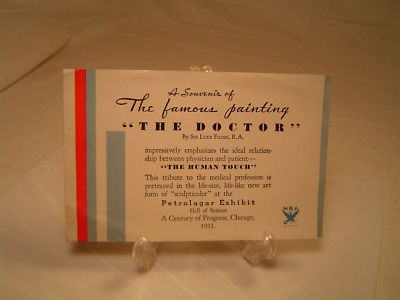 A Souvenir of
The famous painting
"THE DOCTOR"
By Sir Luke Fildes, R.A.
impressively emphasizes the ideal relation-
ship between physician and patient—
"THE HUMAN TOUCH"
This tribute to the medical profession is
portrayed in the life-size, life-like new art
form of "sculpticolor" at the
Petrolagar Exhibit
Hall of Science
A Century of Progress, Chicago,
1933.
NRA